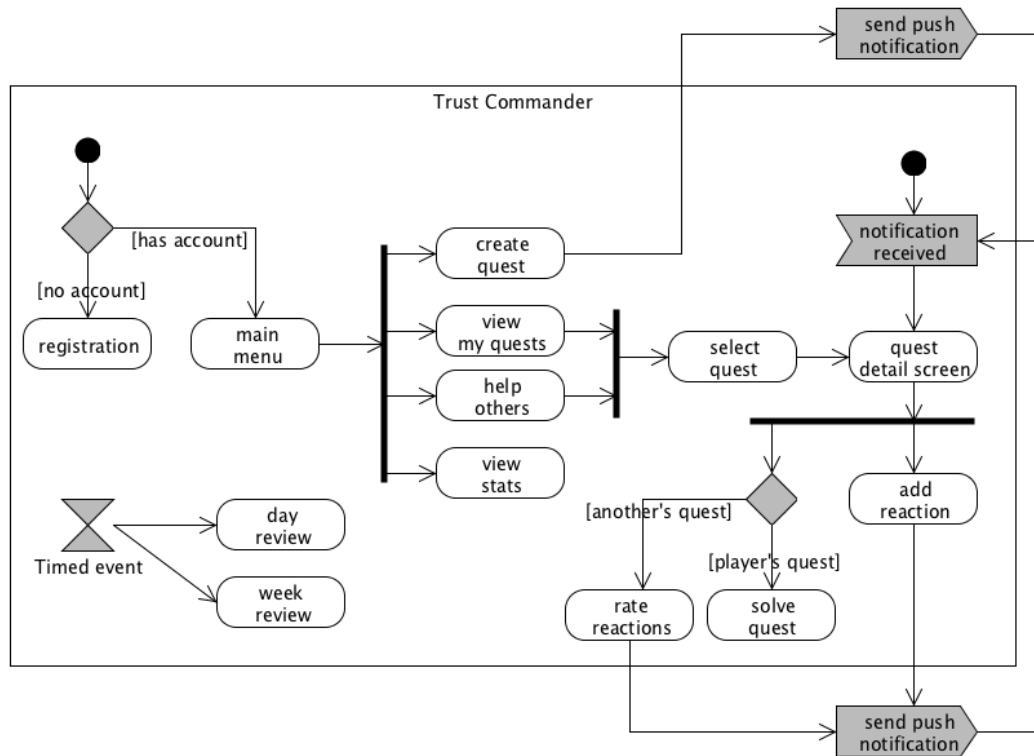 send push
notification
Trust Commander
[has account]
[no account]
registration
main
menu
create
quest
view
my quests
help
others
view
stats
select
quest
notification
received
quest
detail screen
add
reaction
[another's quest]
[player's quest]
rate
reactions
solve
quest
Timed event
day
review
week
review
send push
notification